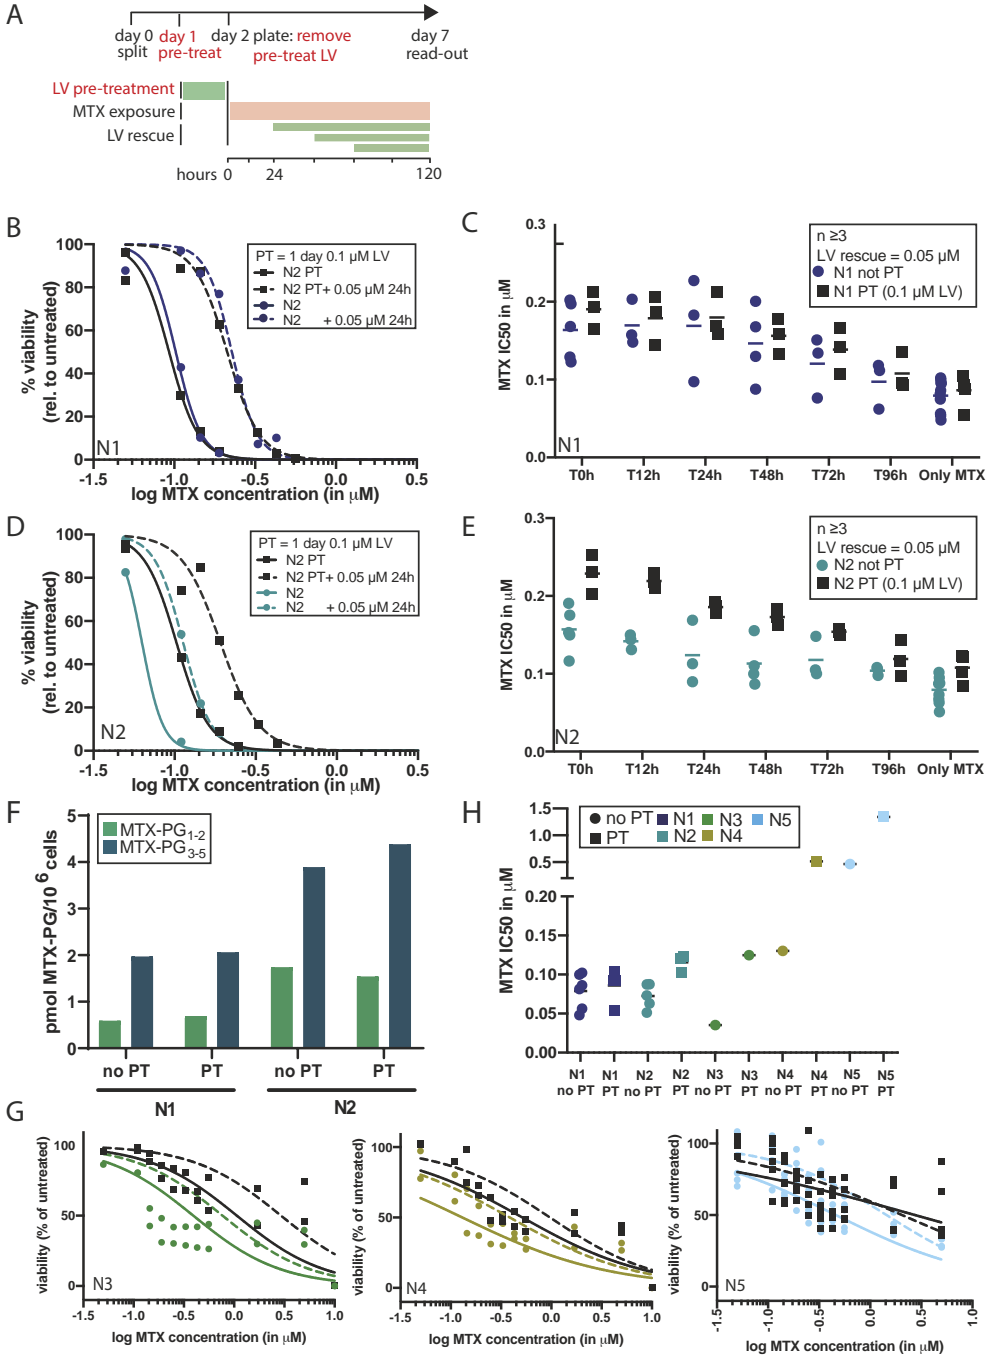 A
day 0
split
day 1
pre-treat
day 2 plate: remove
pre-treat LV
day 7
read-out
LV pre-treatment
MTX exposure
LV rescue
hours 0 24 120
B
100
80
60
40
20
0
% viability
(rel. to untreated)
PT = 1 day 0.1 µM LV
N2 PT
N2 PT+ 0.05 µM 24h
N2
N2 + 0.05 µM 24h
N1
-1.5 -1.0 -0.5 0.0 0.5
log MTX concentration (in µM)
C
0.3
0.2
0.1
0.0
MTX IC50 in µM
n ≥3
LV rescue = 0.05 µM
N1 not PT
N1 PT (0.1 µM LV)
N1
T0h T12h T24h T48h T72h T96h Only MTX
D
100
80
60
40
20
0
% viability
(rel. to untreated)
PT = 1 day 0.1 µM LV
N2 PT
N2 PT+ 0.05 µM 24h
N2
N2 + 0.05 µM 24h
N2
-1.5 -1.0 -0.5 0.0 0.5
log MTX concentration (in µM)
E
0.3
0.2
0.1
0.0
MTX IC50 in µM
n ≥3
LV rescue = 0.05 µM
N2 not PT
N2 PT (0.1 µM LV)
N2
T0h T12h T24h T48h T72h T96h Only MTX
F
5
4
3
2
1
0
pmol MTX-PG/10⁶ cells
MTX-PG1-2
MTX-PG3-5
no PT PT no PT PT
N1 N2
H
1.5
1.0
0.5
0.20
0.15
0.10
0.05
0.00
MTX IC50 in µM
no PT N1 N3 N5
PT N2 N4
N1 N1 N2 N2 N3 N3 N4 N4 N5 N5
no PT PT no PT PT no PT PT no PT PT no PT PT
G
100
50
0
viability (% of untreated)
N3
-1.0 -0.5 0.0 0.5 1.0
log MTX concentration (in µM)
100
50
0
viability (% of untreated)
N4
-1.5 -1.0 -0.5 0.0 0.5 1.0
log MTX concentration (in µM)
100
50
0
viability (% of untreated)
N5
-1.5 -1.0 -0.5 0.0 0.5 1.0
log MTX concentration (in µM)